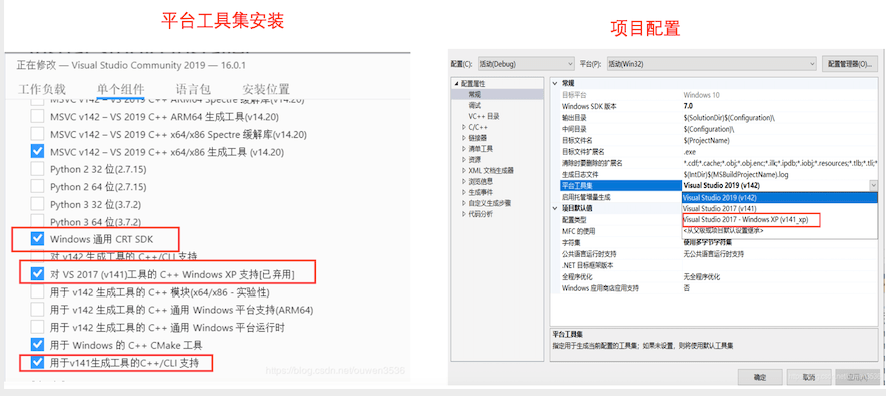 平台工具集安装
项目配置
正在修改 — Visual Studio Community 2019 — 16.0.1
工作负载 单个组件 语言包 安装位置
MSVC v142 – VS 2019 C++ ARM64 Spectre 缓解库(v14.20)
MSVC v142 – VS 2019 C++ ARM64 生成工具(v14.20)
MSVC v142 – VS 2019 C++ x64/x86 Spectre 缓解库(v14.20)
MSVC v142 – VS 2019 C++ x64/x86 生成工具 (v14.20)
Python 2 32 位(2.7.15)
Python 2 64 位(2.7.15)
Python 3 32 位(3.7.2)
Python 3 64 位(3.7.2)
Windows 通用 CRT SDK
对 v142 生成工具的 C++/CLI 支持
对 VS 2017 (v141)工具的 C++ Windows XP 支持[已弃用]
用于 v142 生成工具的 C++ 模块(x64/x86 - 实验性)
用于 v142 生成工具的 C++ 通用 Windows 平台支持(ARM64)
用于 v142 生成工具的 C++ 通用 Windows 平台运行时
用于 Windows 的 C++ CMake 工具
用于v141生成工具的C++/CLI 支持
配置(C): 活动(Debug) 平台(P): 活动(Win32) 配置管理器(O)...
配置属性
常规
调试
VC++ 目录
C/C++
链接器
清单工具
资源
XML 文档生成器
浏览信息
生成事件
自定义生成步骤
代码分析
常规
目标平台 Windows 10
Windows SDK 版本 7.0
输出目录 $(SolutionDir)$(Configuration)\
中间目录 $(Configuration)\
目标文件名 $(ProjectName)
目标文件扩展名 .exe
清除时要删除的扩展名 *.cdf;*.cache;*.obj;*.obj.enc;*.ilk;*.ipdb;*.iobj;*.resources;*.tlb;*.tli;*
生成日志文件 $(IntDir)$(MSBuildProjectName).log
平台工具集 Visual Studio 2019 (v142)
启用托管增量生成 Visual Studio 2019 (v142)
项目默认值 Visual Studio 2017 (v141)
配置类型 Visual Studio 2017 - Windows XP (v141_xp)
MFC 的使用 <从父级或项目默认设置继承>
字符集 使用多字节字符集
公共语言运行时支持 无公共语言运行时支持
.NET 目标框架版本
全程序优化 无全程序优化
Windows 应用商店应用支持 否
平台工具集
指定用于生成当前配置的工具集；如果未设置，则将使用默认工具集
确定 取消 应用(A)